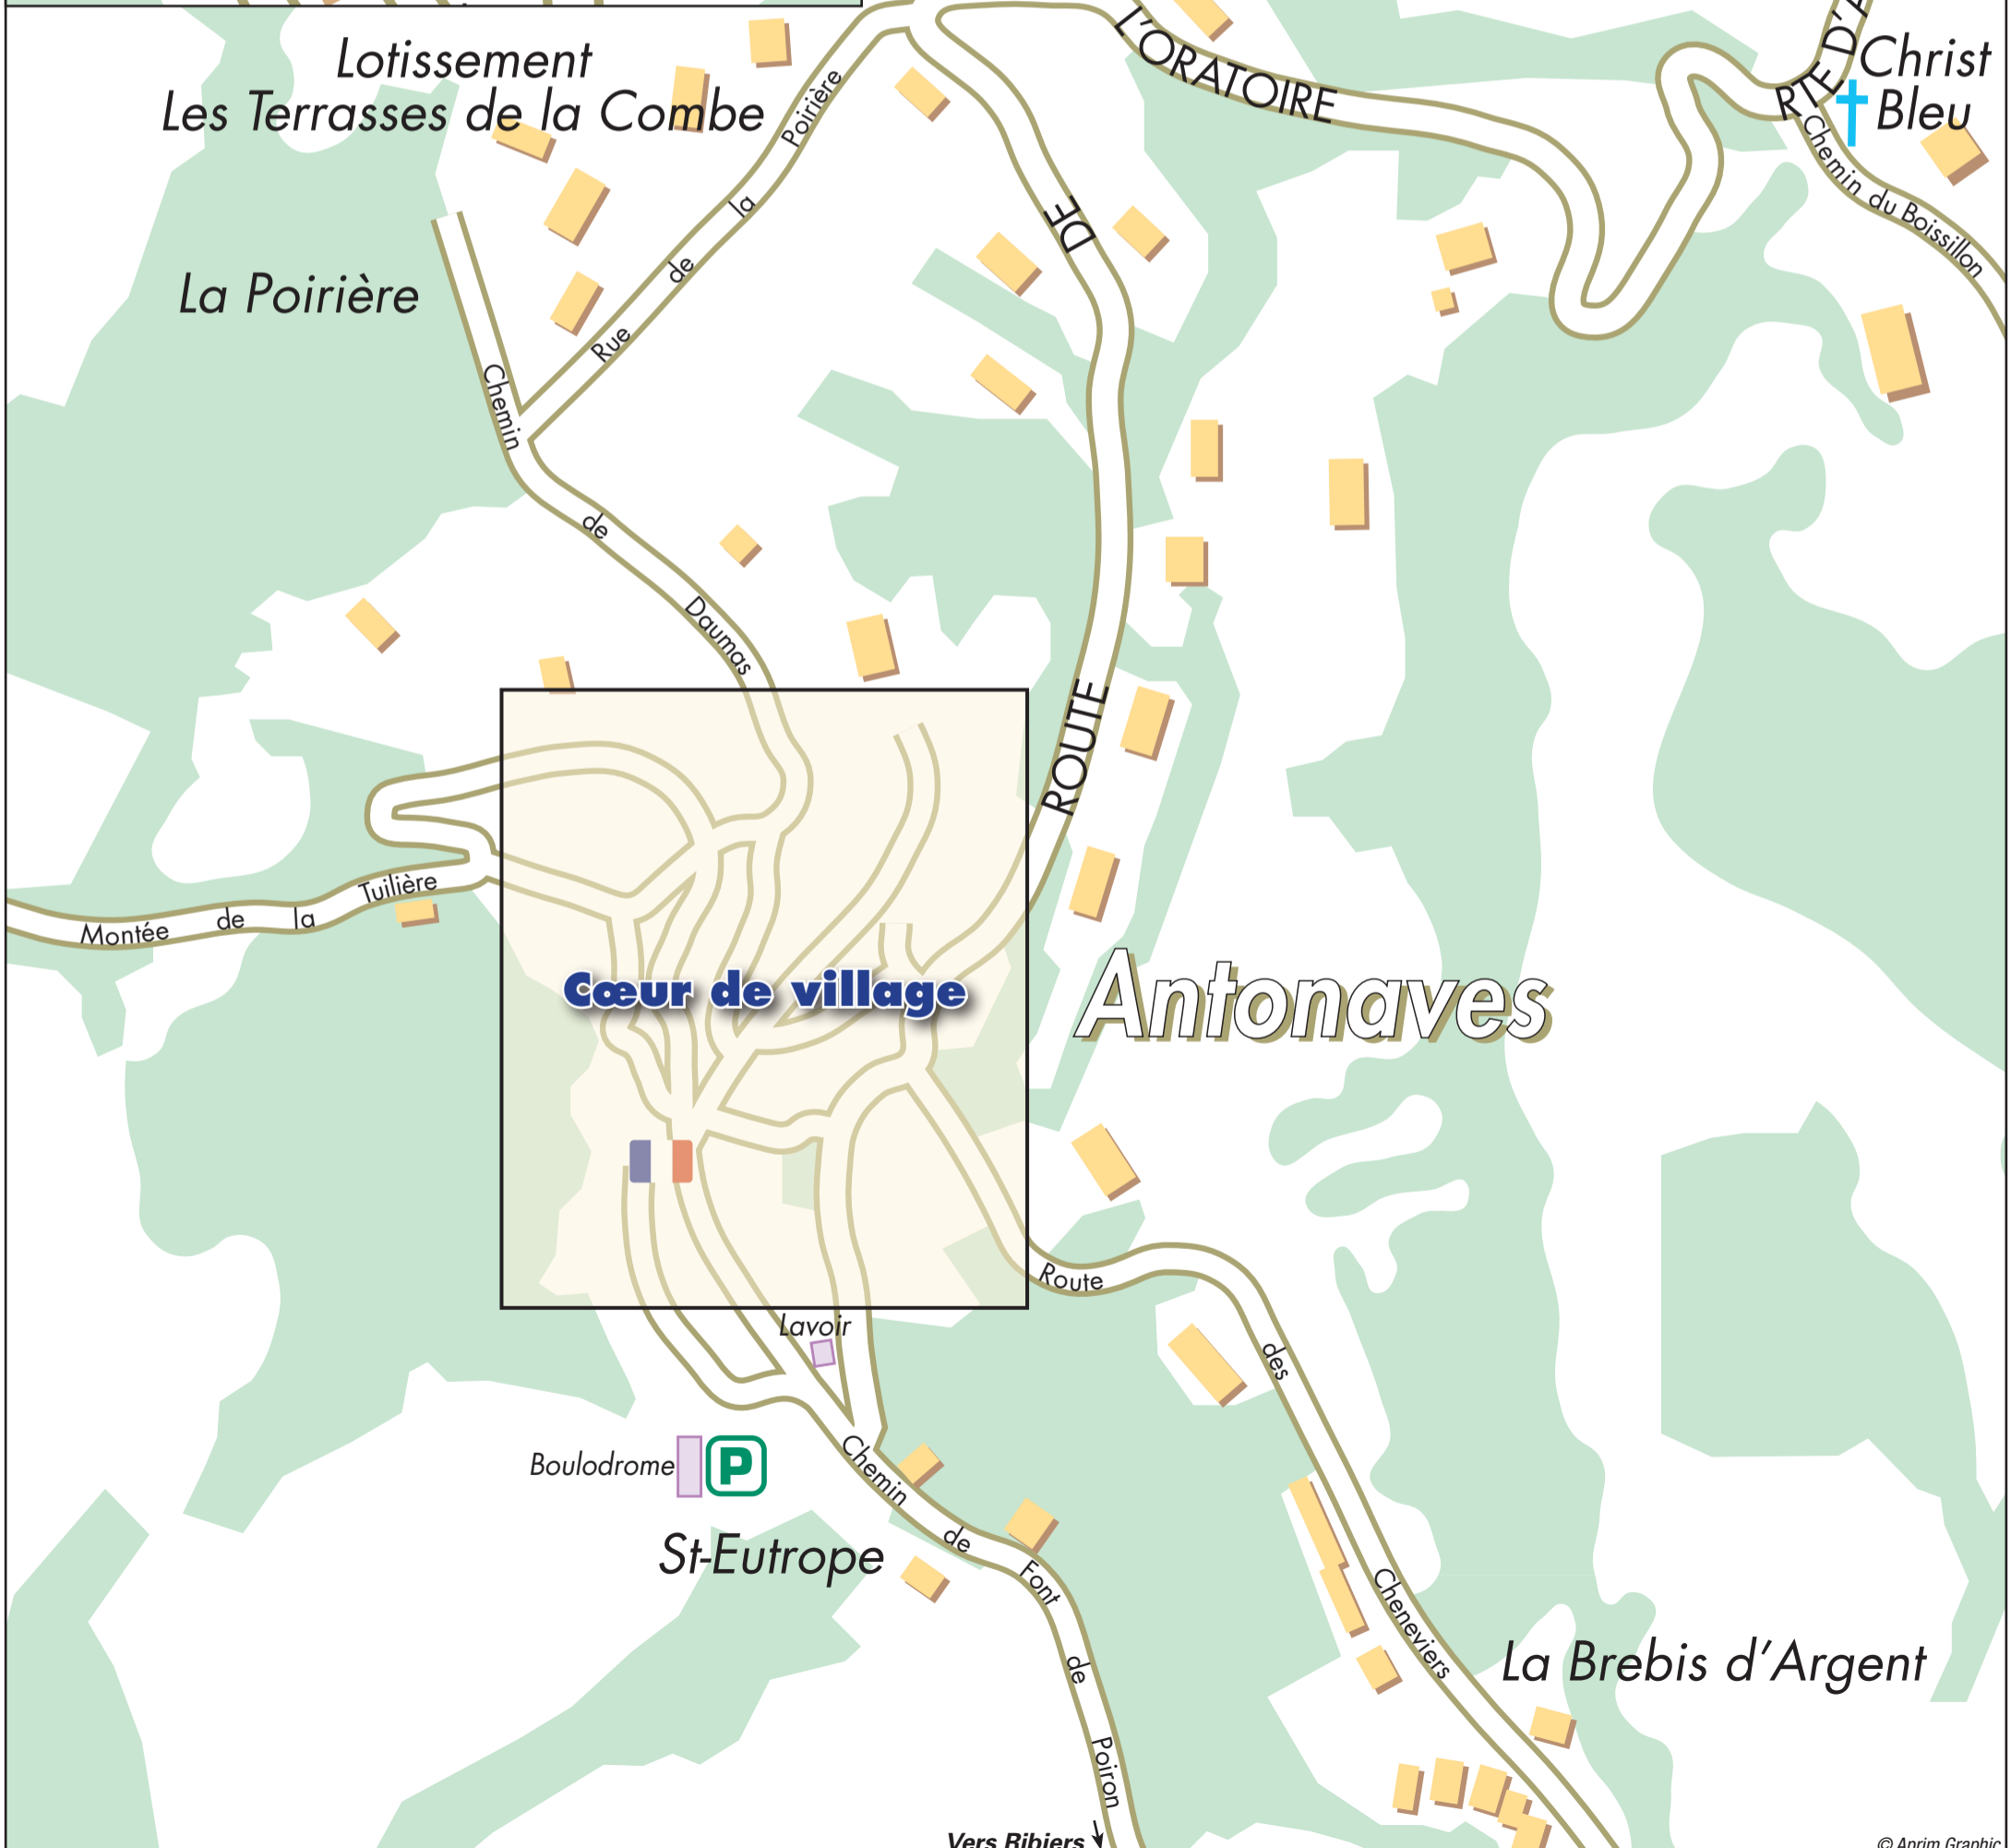 Lotissement
Les Terrasses de la Combe
Rue de la Poirière
L'ORATOIRE
RTE D'A
Christ
Bleu
Chemin du Boissillon
La Poirière
Chemin de Daumas
ROUTE DE
Montée de la Tuilière
Cœur de village
Antonaves
Lavoir
Route des Cheneviers
Boulodrome
P
Chemin de Font de Poiron
St-Eutrope
La Brebis d'Argent
Vers Ribiers
© Aprim Graphic